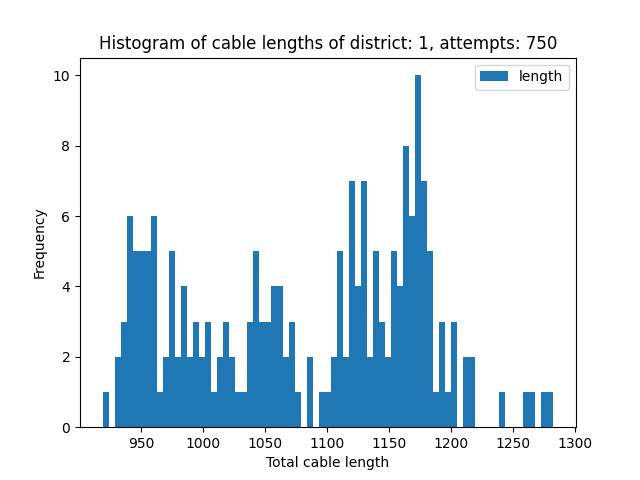 Histogram of cable lengths of district: 1, attempts: 750
length
10
8
6
4
2
0
Frequency
950 1000 1050 1100 1150 1200 1250 1300
Total cable length